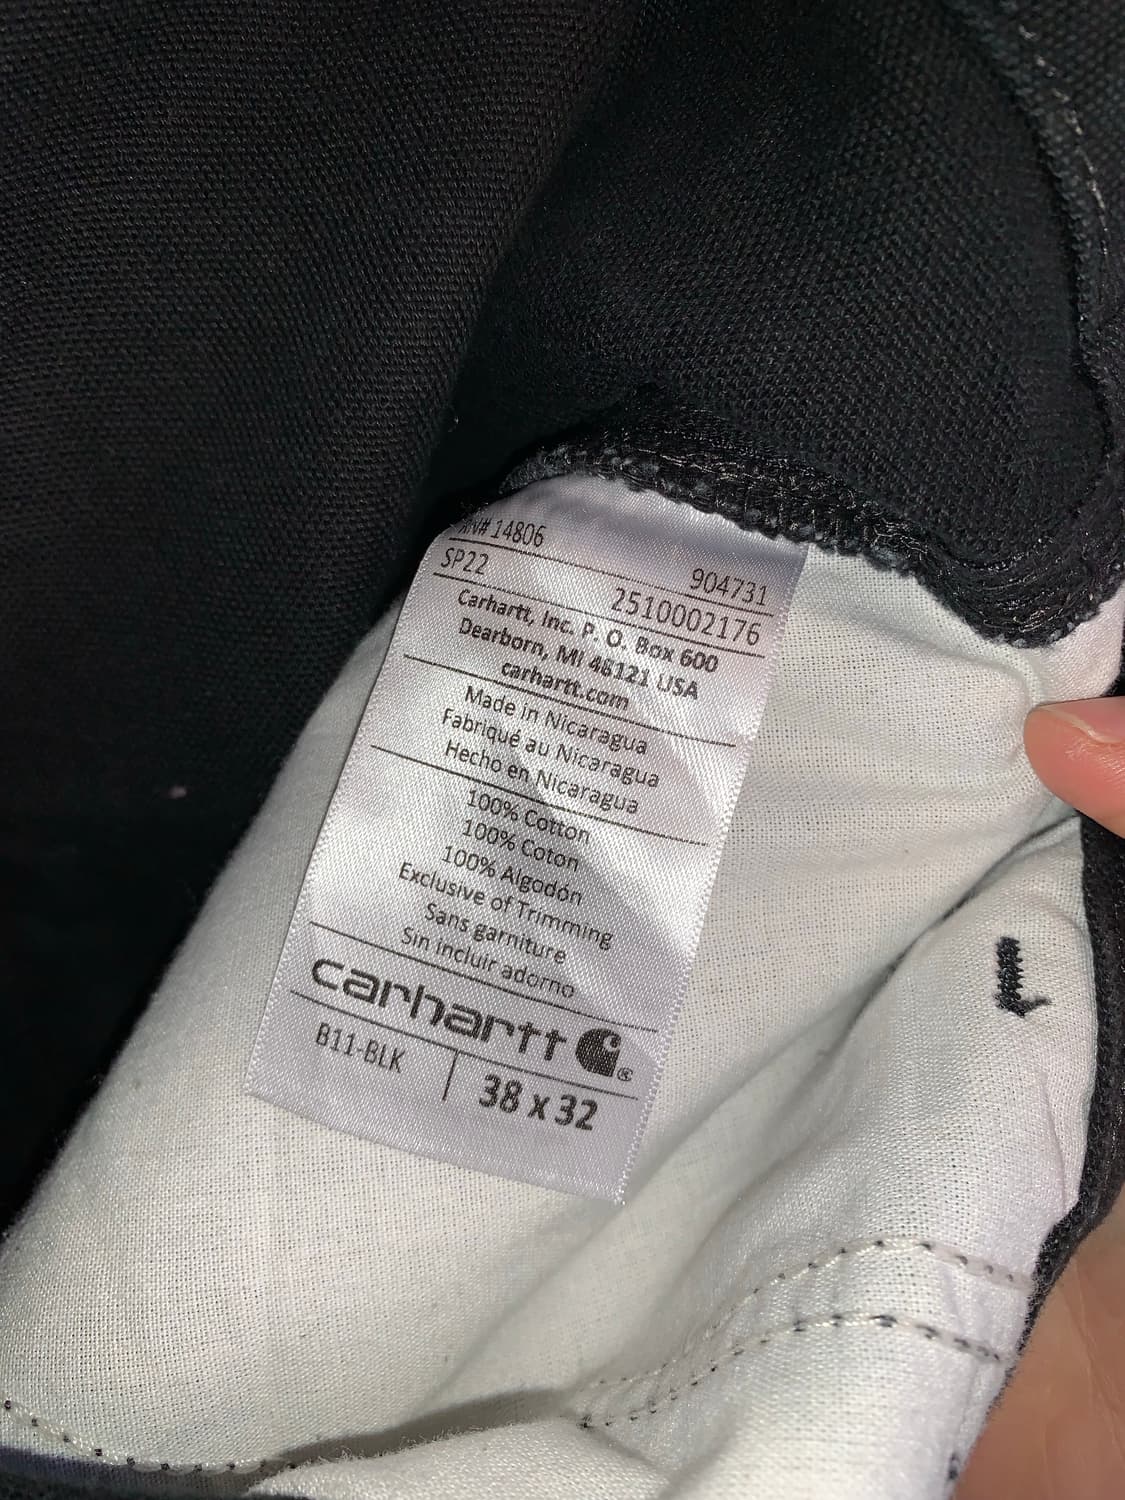 RN# 14806
904731
SP22
2510002176
Carhartt, Inc. P. O. Box 600
Dearborn, MI 48121 USA
carhartt.com
Made in Nicaragua
Fabriqué au Nicaragua
Hecho en Nicaragua
100% Cotton
100% Coton
100% Algodón
Exclusive of Trimming
Sans garniture
Sin incluir adorno
carhartt ®
B11-BLK | 38 x 32